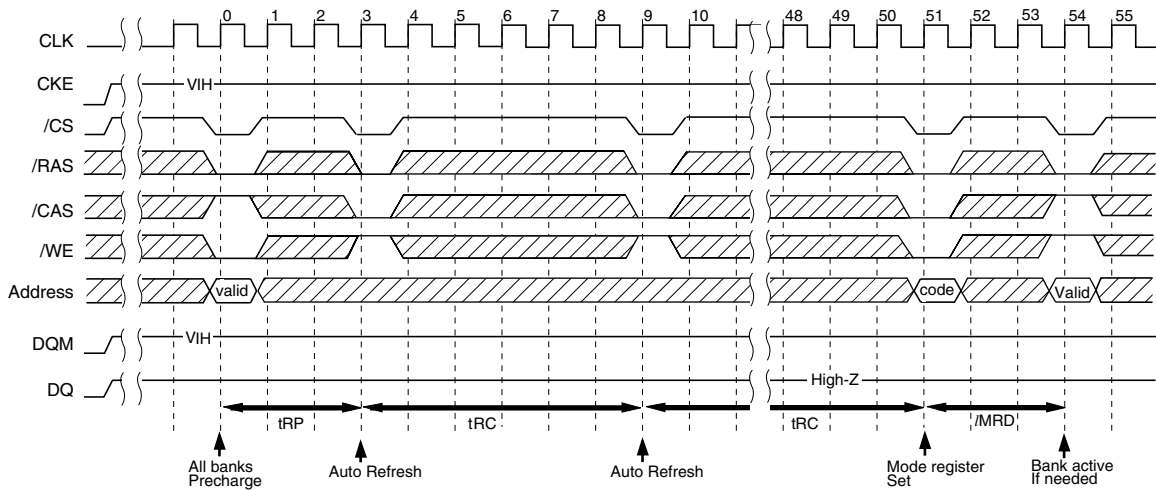 0 1 2 3 4 5 6 7 8 9 10 48 49 50 51 52 53 54 55
CLK
CKE VIH
/CS
/RAS
/CAS
/WE
Address valid code Valid
DQM VIH
DQ High-Z
tRP tRC tRC lMRD
All banks
Precharge
Auto Refresh
Auto Refresh
Mode register
Set
Bank active
If needed